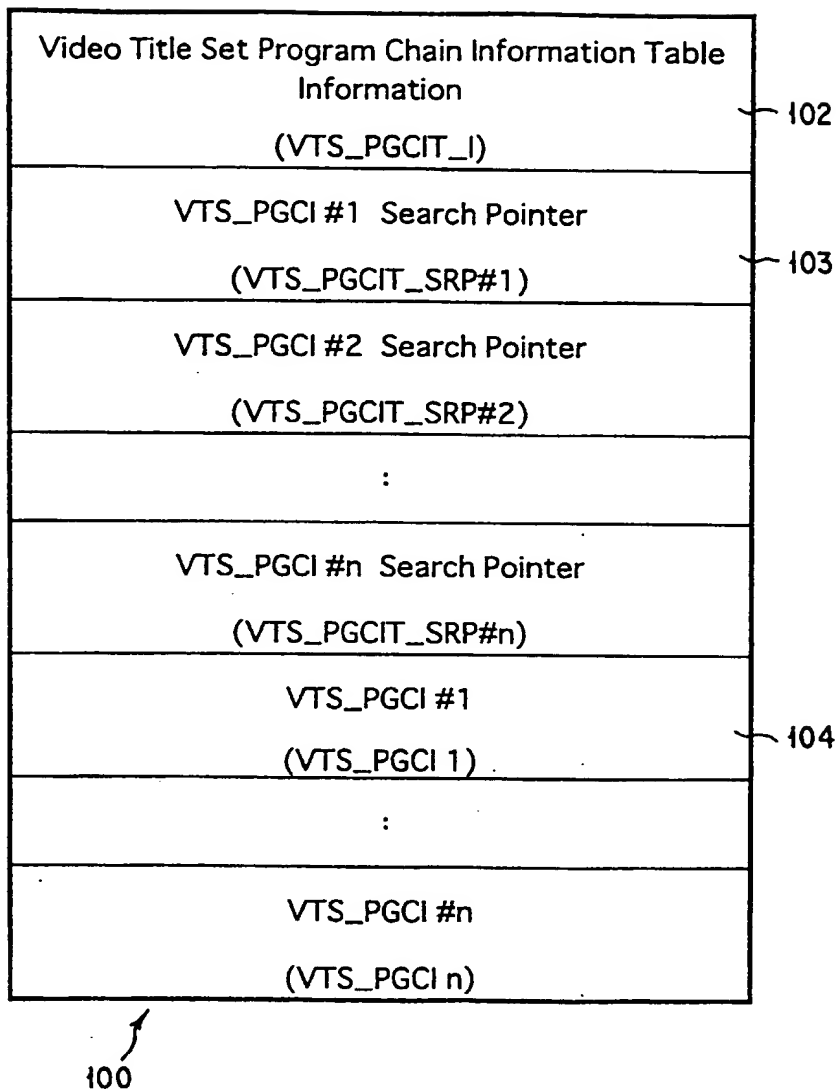 Video Title Set Program Chain Information Table
Information
(VTS_PGCIT_I)
102
VTS_PGCI #1 Search Pointer
(VTS_PGCIT_SRP#1)
103
VTS_PGCI #2 Search Pointer
(VTS_PGCIT_SRP#2)
:
VTS_PGCI #n Search Pointer
(VTS_PGCIT_SRP#n)
VTS_PGCI #1
(VTS_PGCI 1)
104
:
VTS_PGCI #n
(VTS_PGCI n)
100